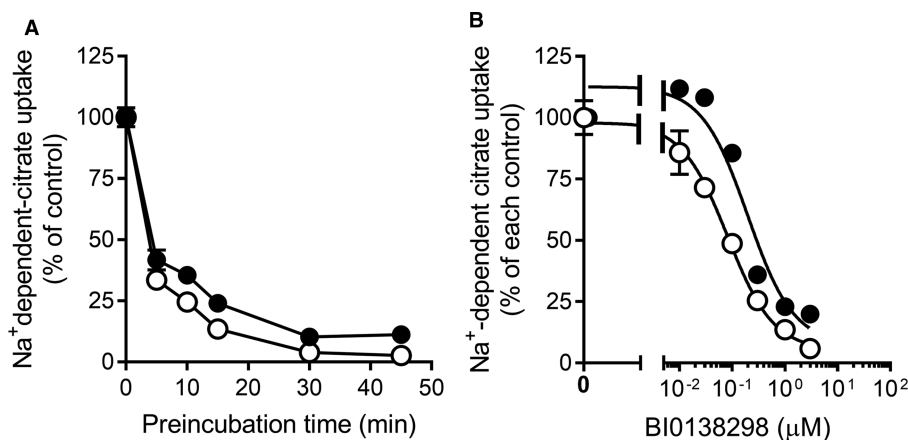 A
Na+dependent-citrate uptake
(% of control)
125
100
75
50
25
0
0 10 20 30 40 50
Preincubation time (min)
B
Na+-dependent citrate uptake
(% of each control)
125
100
75
50
25
0
0 10-2 10-1 100 101 102
BI0138298 (μM)